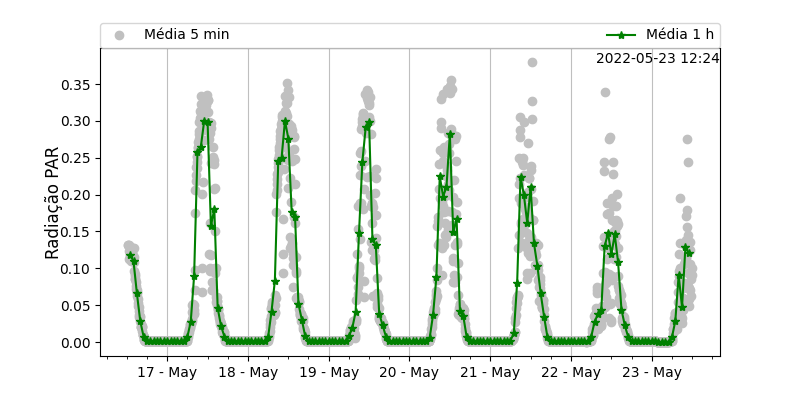 Média 5 min
Média 1 h
2022-05-23 12:24
Radiação PAR
0.35
0.30
0.25
0.20
0.15
0.10
0.05
0.00
17 - May
18 - May
19 - May
20 - May
21 - May
22 - May
23 - May